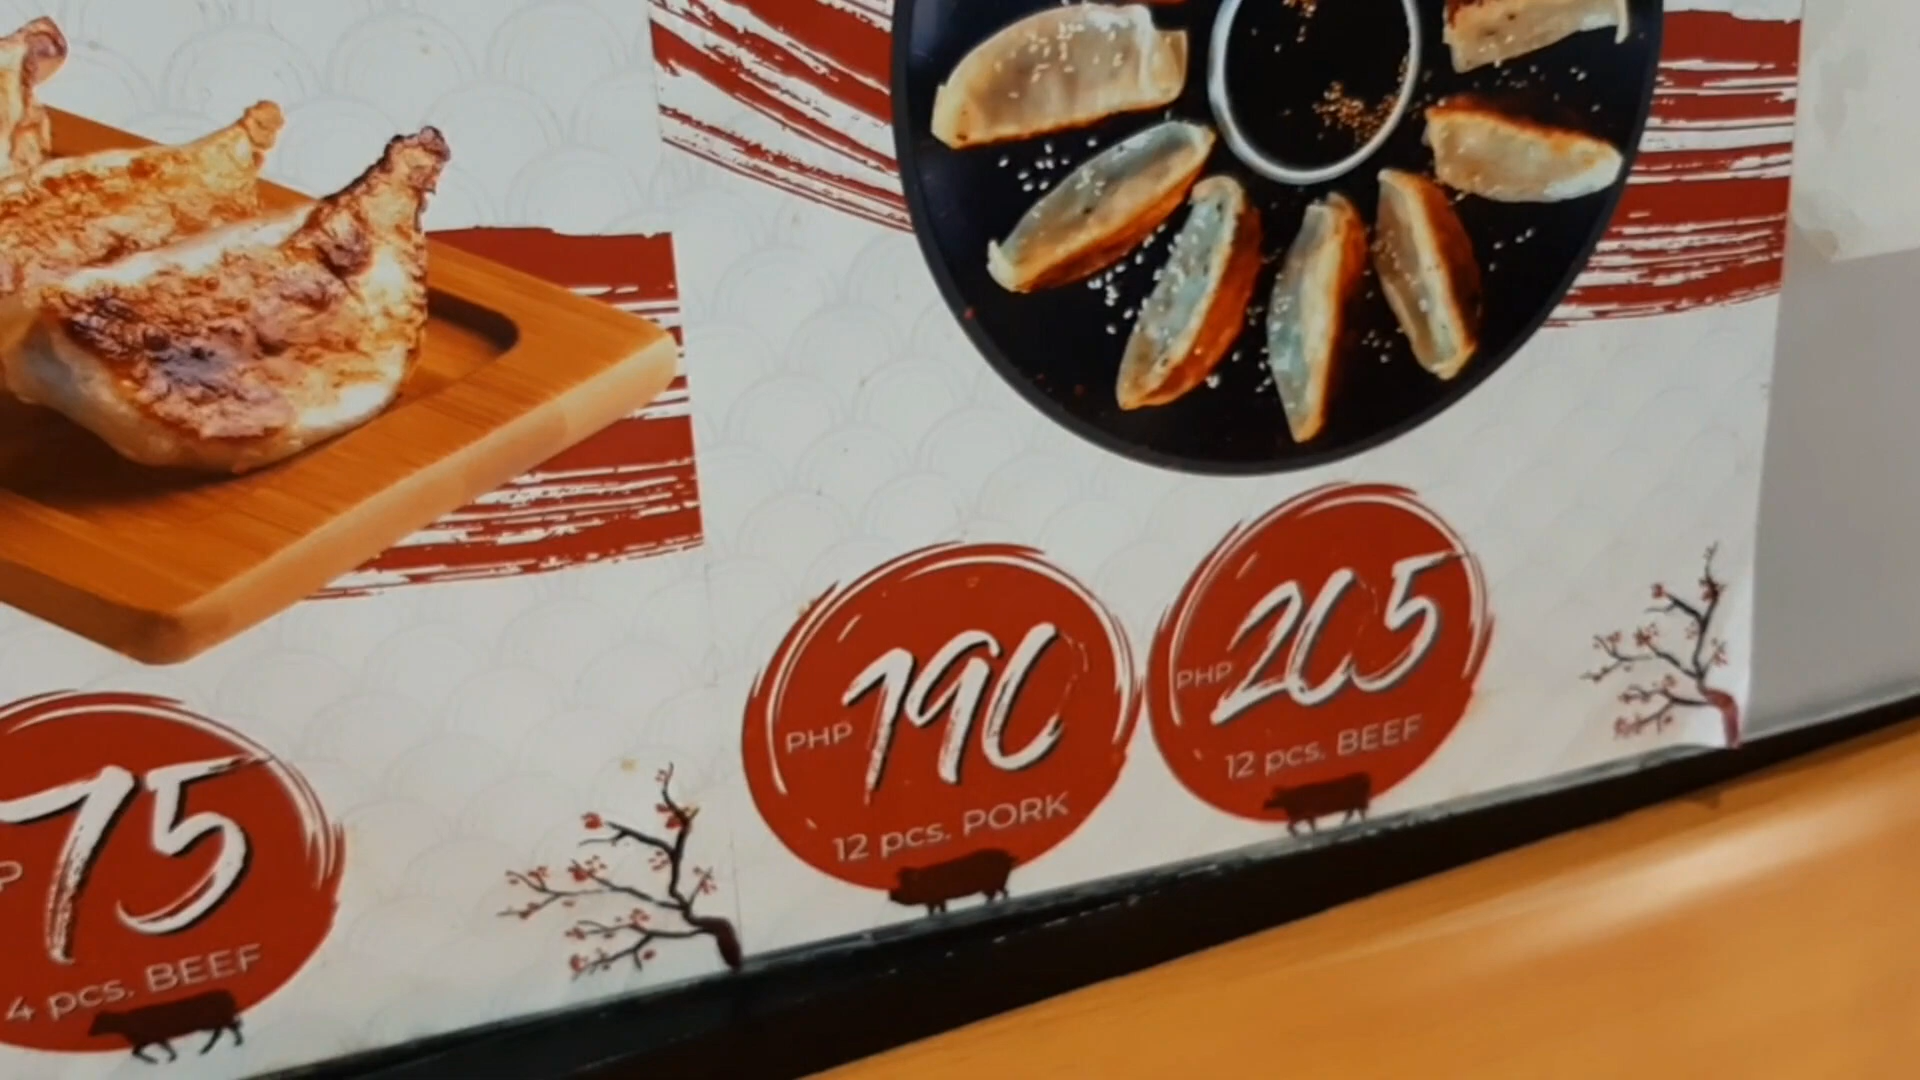 75
4 pcs. BEEF
PHP 190
12 pcs. PORK
PHP 205
12 pcs. BEEF